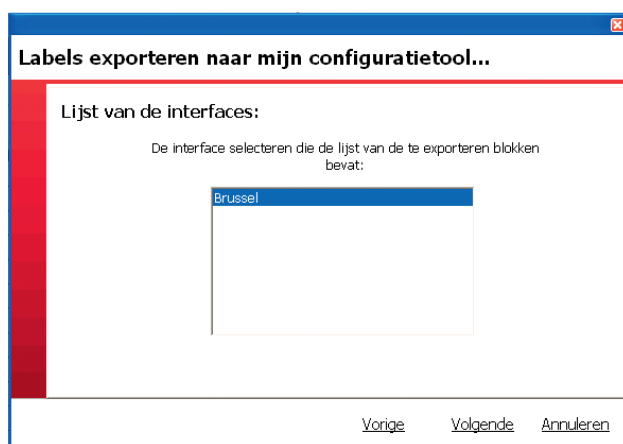 Labels exporteren naar mijn configuratietool...
Lijst van de interfaces:
De interface selecteren die de lijst van de te exporteren blokken
bevat:
Brussel
Vorige Volgende Annuleren